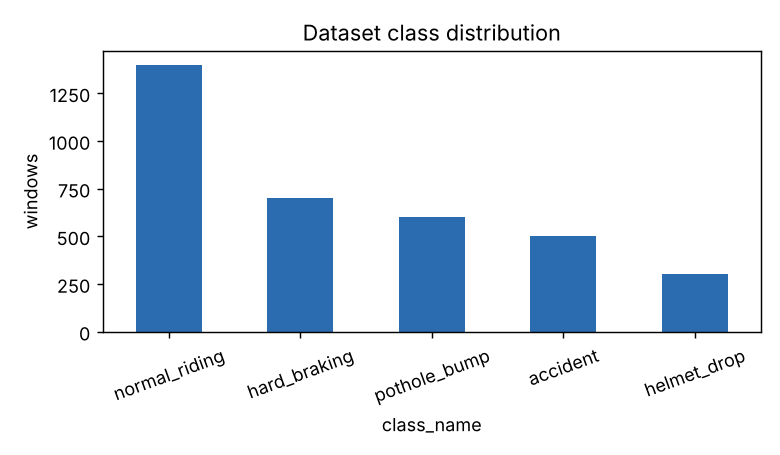 Dataset class distribution
windows
1250
1000
750
500
250
0
normal_riding
hard_braking
pothole_bump
accident
helmet_drop
class_name